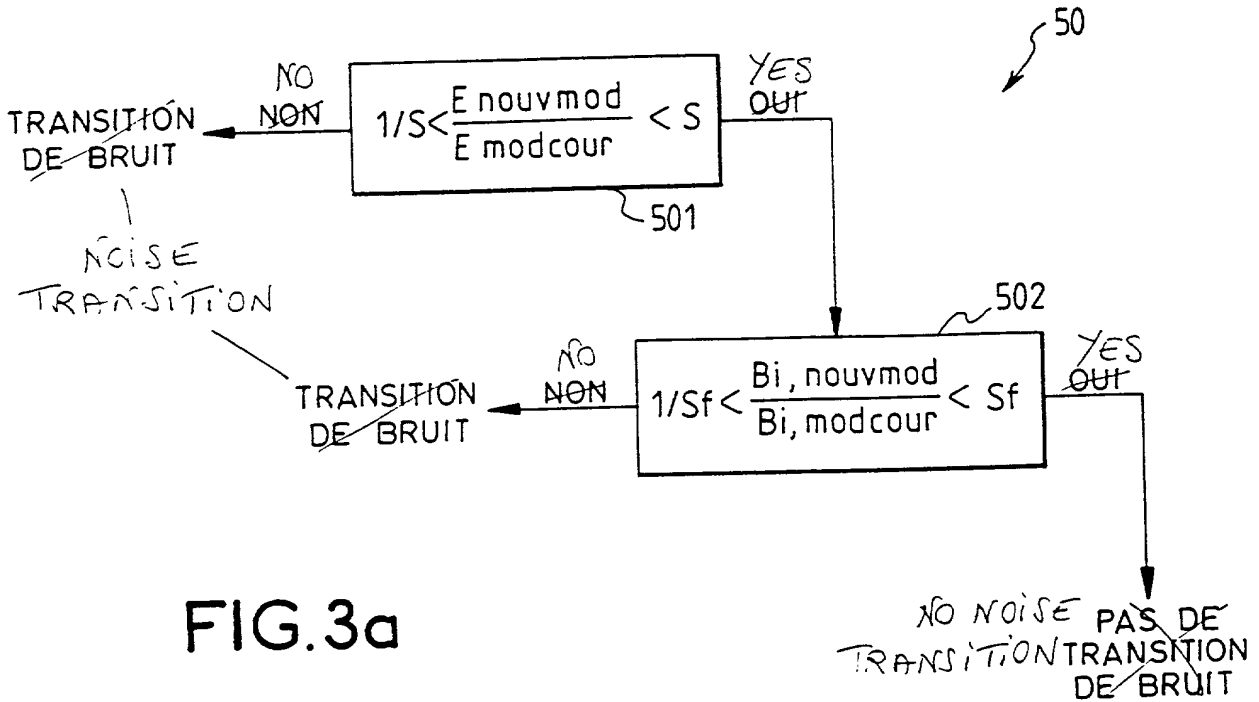 50
NO
NON
1/S < E nouvmod / E modcour < S
YES
OUI
TRANSITION
DE BRUIT
501
NOISE
TRANSITION
502
NO
NON
1/Sf < Bi, nouvmod / Bi, modcour < Sf
YES
OUI
TRANSITION
DE BRUIT
FIG.3a
NO NOISE
TRANSITION
PAS DE
TRANSITION
DE BRUIT